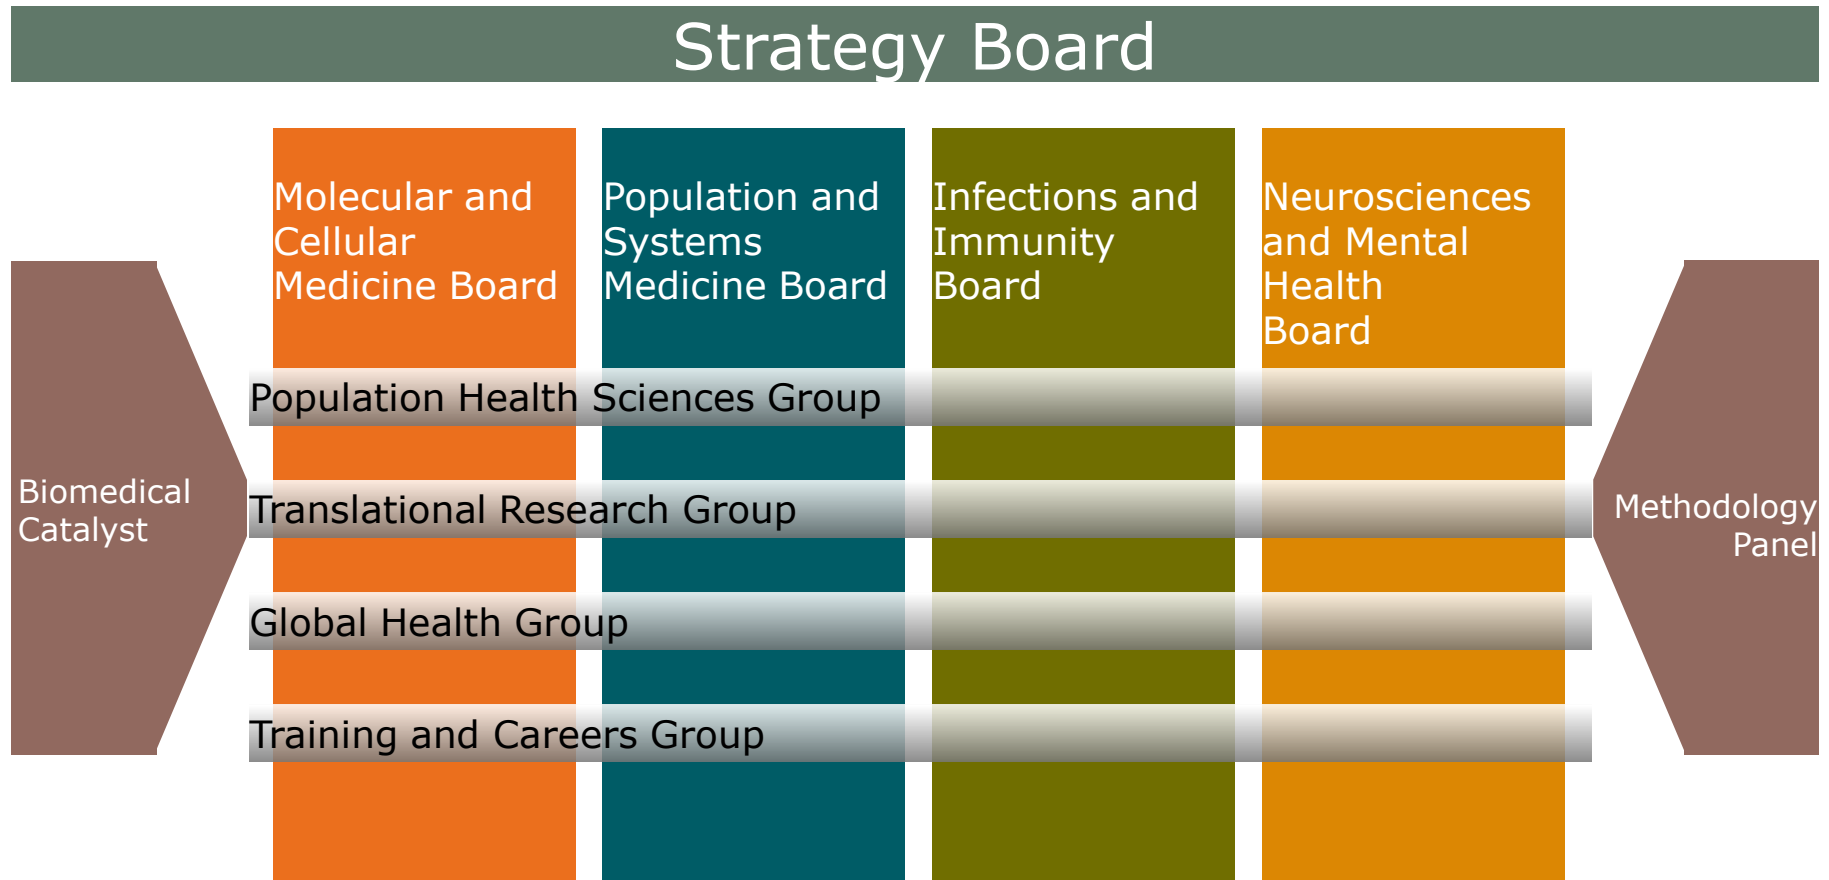 Strategy Board
Molecular and
Cellular
Medicine Board
Population and
Systems
Medicine Board
Infections and
Immunity
Board
Neurosciences
and Mental
Health
Board
Population Health Sciences Group
Translational Research Group
Global Health Group
Training and Careers Group
Biomedical
Catalyst
Methodology
Panel